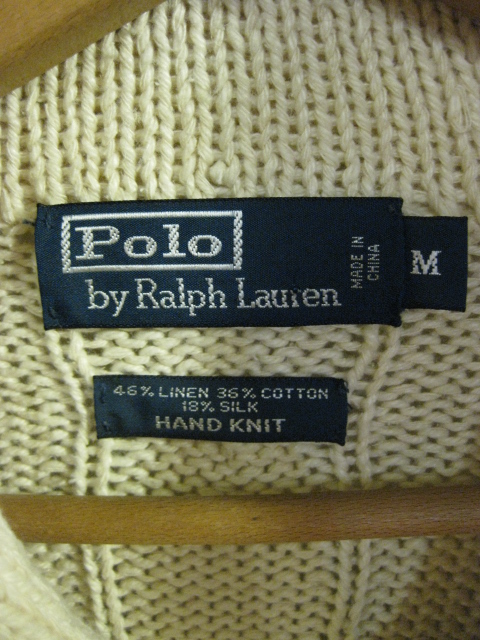 Polo
by Ralph Lauren
MADE IN
CHINA
M
46% LINEN 36% COTTON
18% SILK
HAND KNIT